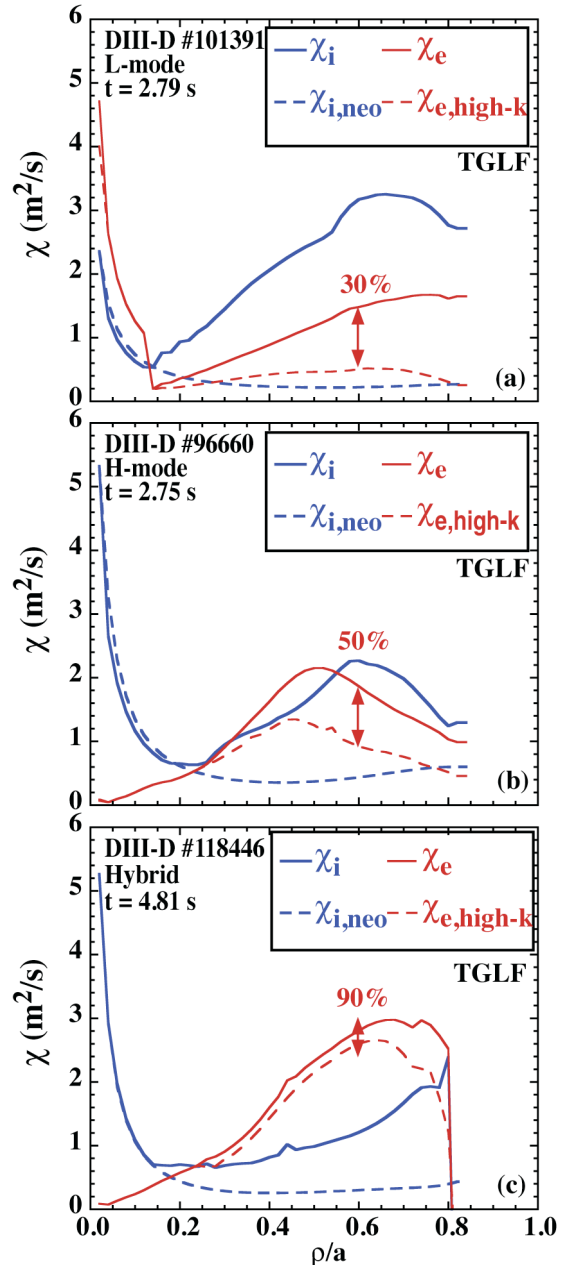 DIII-D #101391
L-mode
t = 2.79 s
χi χe
χi,neo χe,high-k
TGLF
30%
(a)
χ (m²/s)
6
5
4
3
2
1
0
DIII-D #96660
H-mode
t = 2.75 s
χi χe
χi,neo χe,high-k
TGLF
50%
(b)
χ (m²/s)
6
5
4
3
2
1
0
DIII-D #118446
Hybrid
t = 4.81 s
χi χe
χi,neo χe,high-k
TGLF
90%
(c)
χ (m²/s)
6
5
4
3
2
1
0
0.0 0.2 0.4 0.6 0.8 1.0
ρ/a